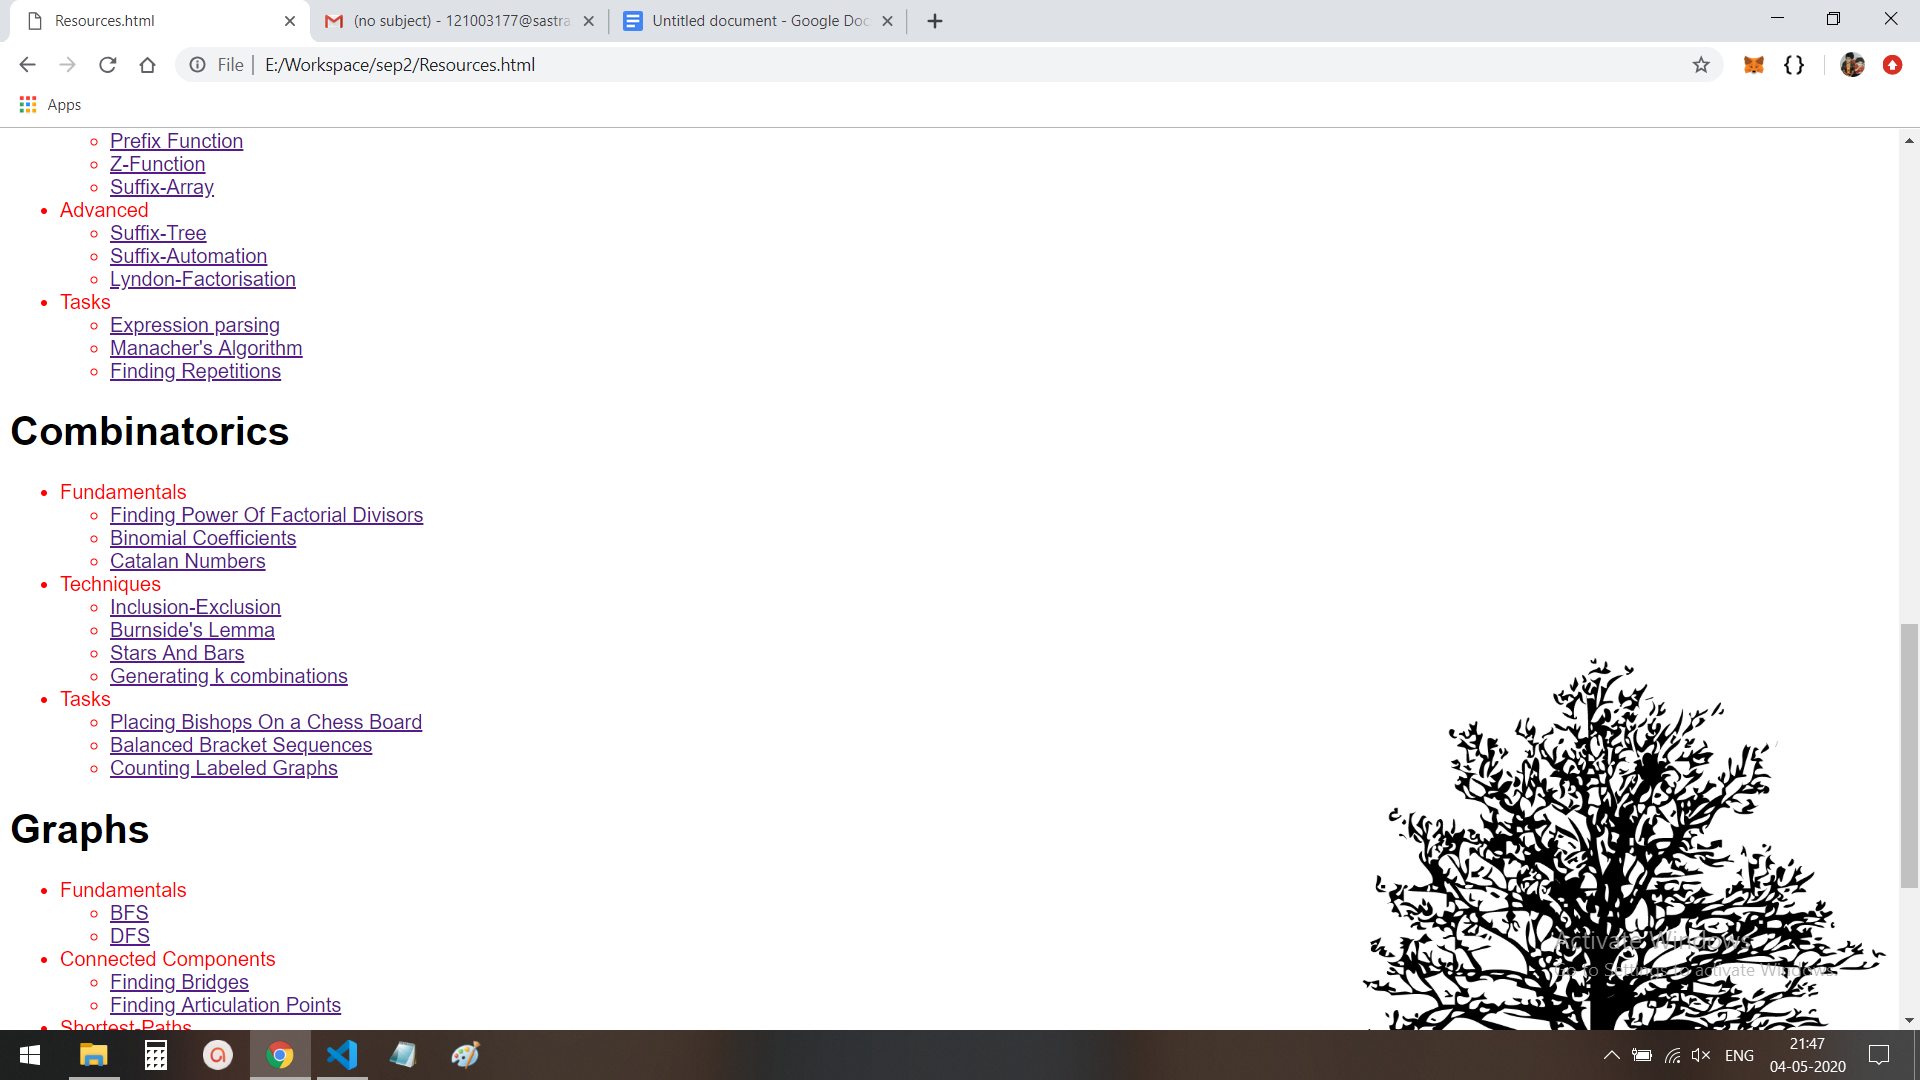 Resources.html
(no subject) - 121003177@sastra
Untitled document - Google Doc
File
E:/Workspace/sep2/Resources.html
Apps
Prefix Function
Z-Function
Suffix-Array
Advanced
Suffix-Tree
Suffix-Automation
Lyndon-Factorisation
Tasks
Expression parsing
Manacher's Algorithm
Finding Repetitions
Combinatorics
Fundamentals
Finding Power Of Factorial Divisors
Binomial Coefficients
Catalan Numbers
Techniques
Inclusion-Exclusion
Burnside's Lemma
Stars And Bars
Generating k combinations
Tasks
Placing Bishops On a Chess Board
Balanced Bracket Sequences
Counting Labeled Graphs
Graphs
Fundamentals
BFS
DFS
Connected Components
Finding Bridges
Finding Articulation Points
Shortest-Paths
Activate Windows
Go to Settings to activate Windows.
ENG
21:47
04-05-2020